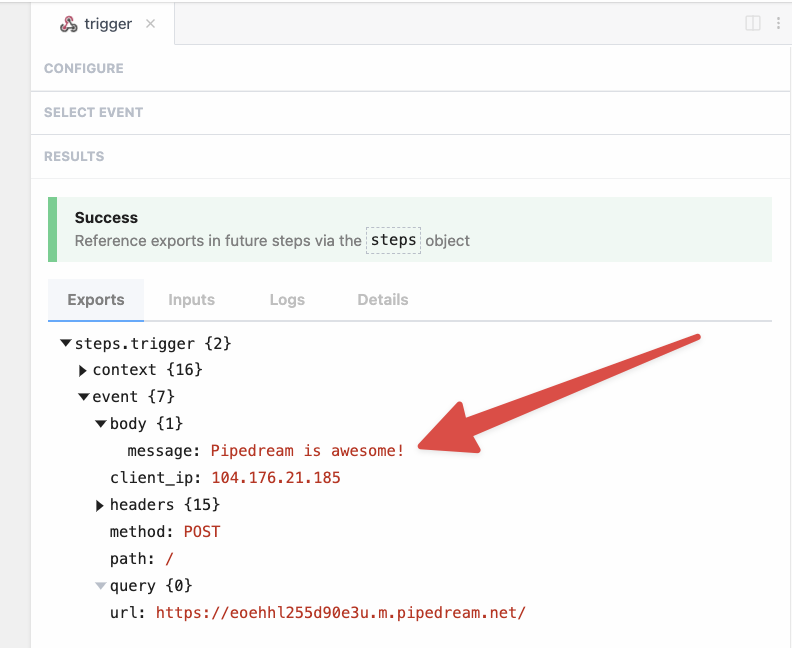 trigger
CONFIGURE
SELECT EVENT
RESULTS
Success
Reference exports in future steps via the steps object
Exports Inputs Logs Details
steps.trigger {2}
context {16}
event {7}
body {1}
message: Pipedream is awesome!
client_ip: 104.176.21.185
headers {15}
method: POST
path: /
query {0}
url: https://eoehhl255d90e3u.m.pipedream.net/